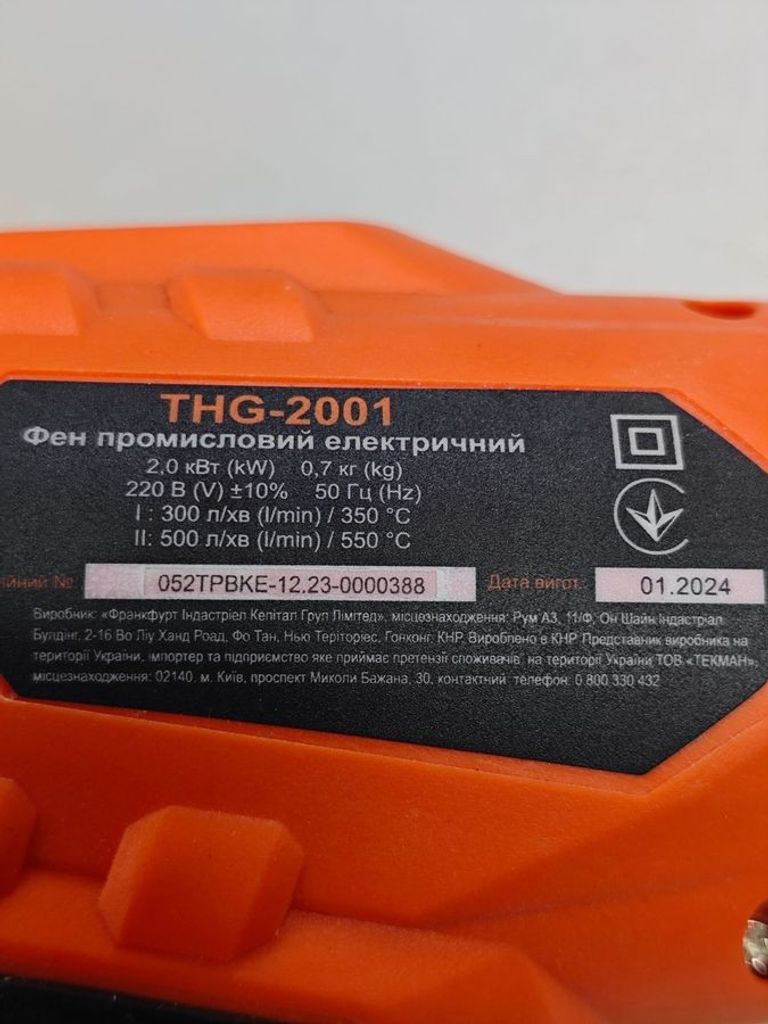 THG-2001
Фен промисловий електричний
2,0 кВт (kW) 0,7 кг (kg)
220 В (V) ±10% 50 Гц (Hz)
I : 300 л/хв (l/min) / 350 °C
II: 500 л/хв (l/min) / 550 °C
ійний № 052TPBKE-12.23-0000388 Дата вигот. 01.2024
Виробник: «Франкфурт Індастріел Кепітал Груп Лімітед», місцезнаходження: Рум А3, 11/Ф, Он Шайн Індастріал
Булдінг, 2-16 Во Ліу Ханд Роад, Фо Тан, Нью Теріторіес, Гонконг, КНР. Вироблено в КНР Представник виробника на
території України, імпортер та підприємство яке приймає претензії споживачів на території України ТОВ «ТЕКМАН»,
місцезнаходження: 02140, м. Київ, проспект Миколи Бажана, 30, контактний телефон: 0 800 330 432